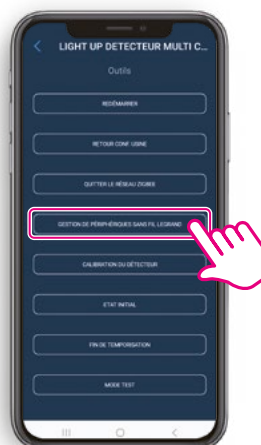 LIGHT UP DETECTEUR MULTI C...
Outils
REDÉMARRER
RETOUR CONF. USINE
QUITTER LE RÉSEAU ZIGBEE
GESTION DE PÉRIPHÉRIQUES SANS FIL LEGRAND
CALIBRATION DU DÉTECTEUR
ETAT INITIAL
FIN DE TEMPORISATION
MODE TEST